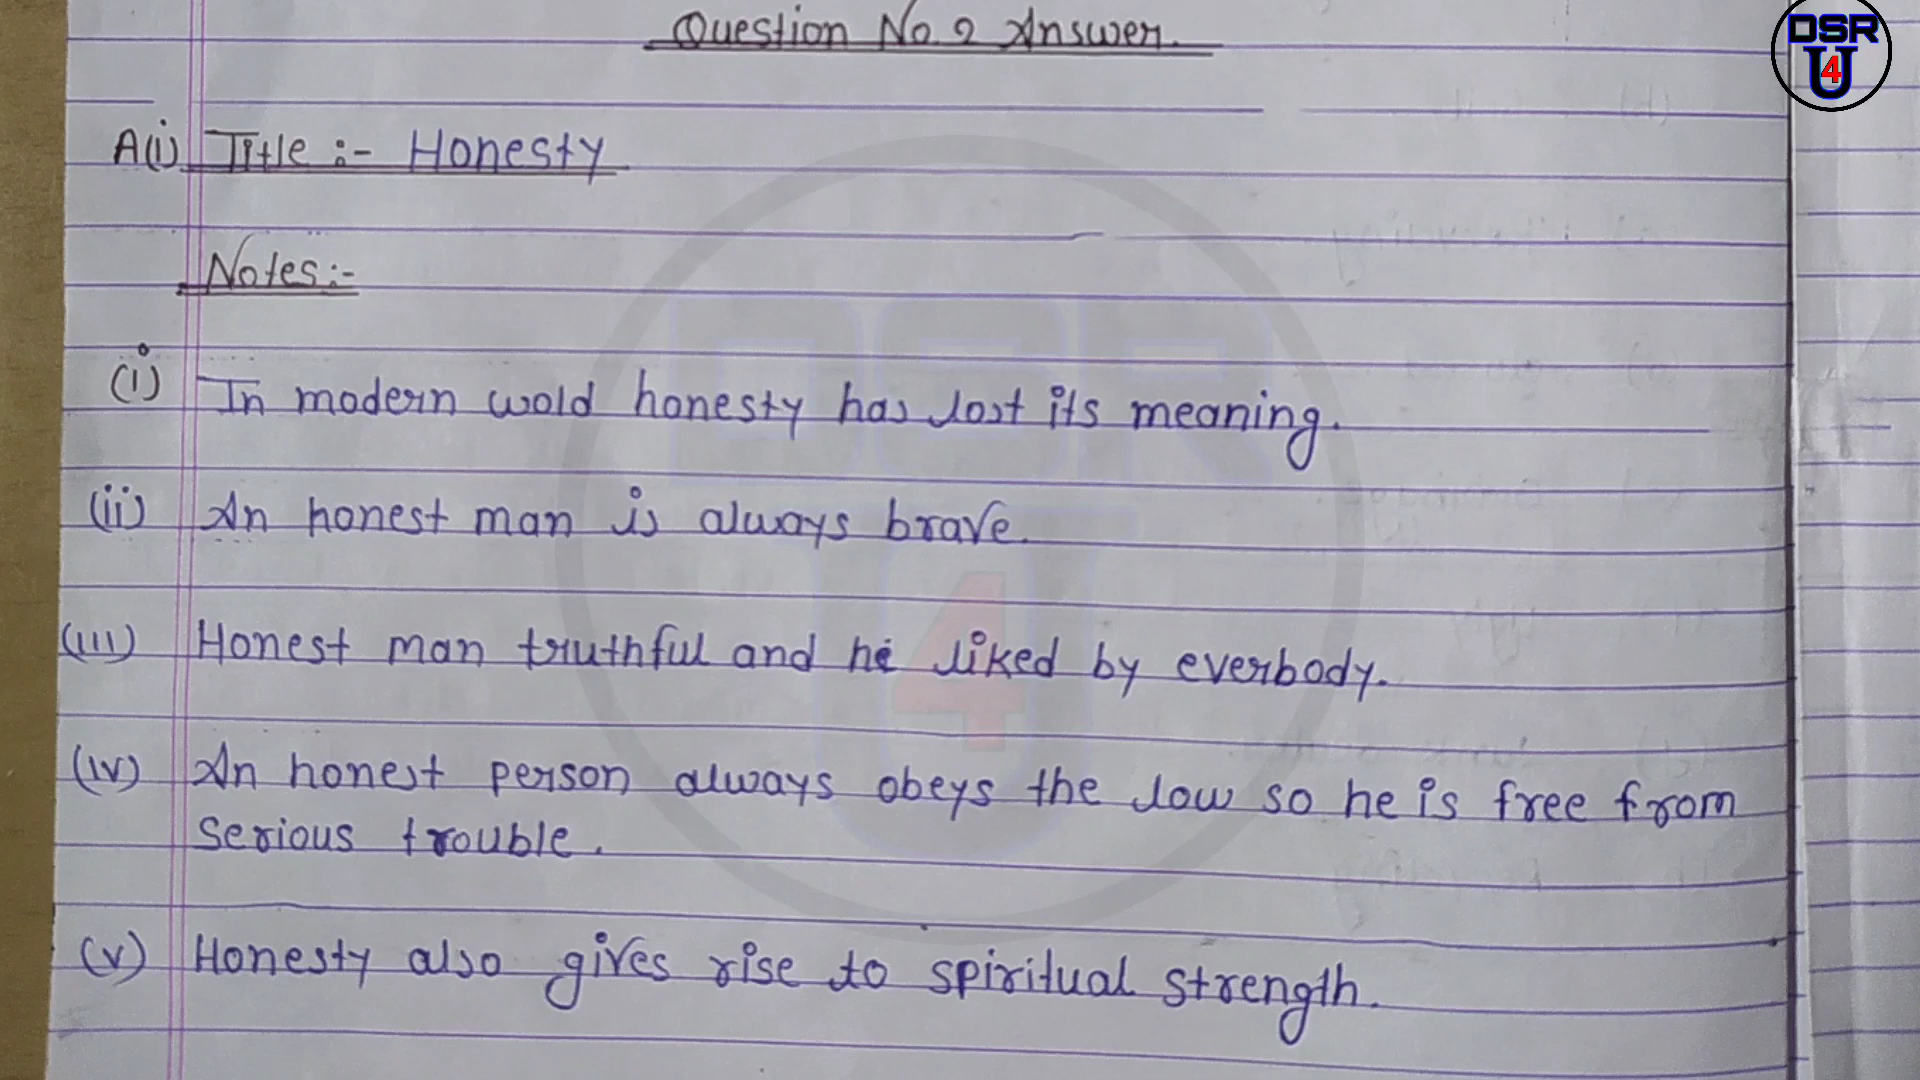 Question No. 2 Answer.
DSR
U
4
A(i) Title :- Honesty
Notes:-
(i) In modern wold honesty has lost its meaning.
(ii) An honest man is always brave.
(iii) Honest man truthful and he liked by everbody.
(iv) An honest person always obeys the low so he is free from
serious trouble.
(v) Honesty also gives rise to spiritual strength.
DSR
U
4